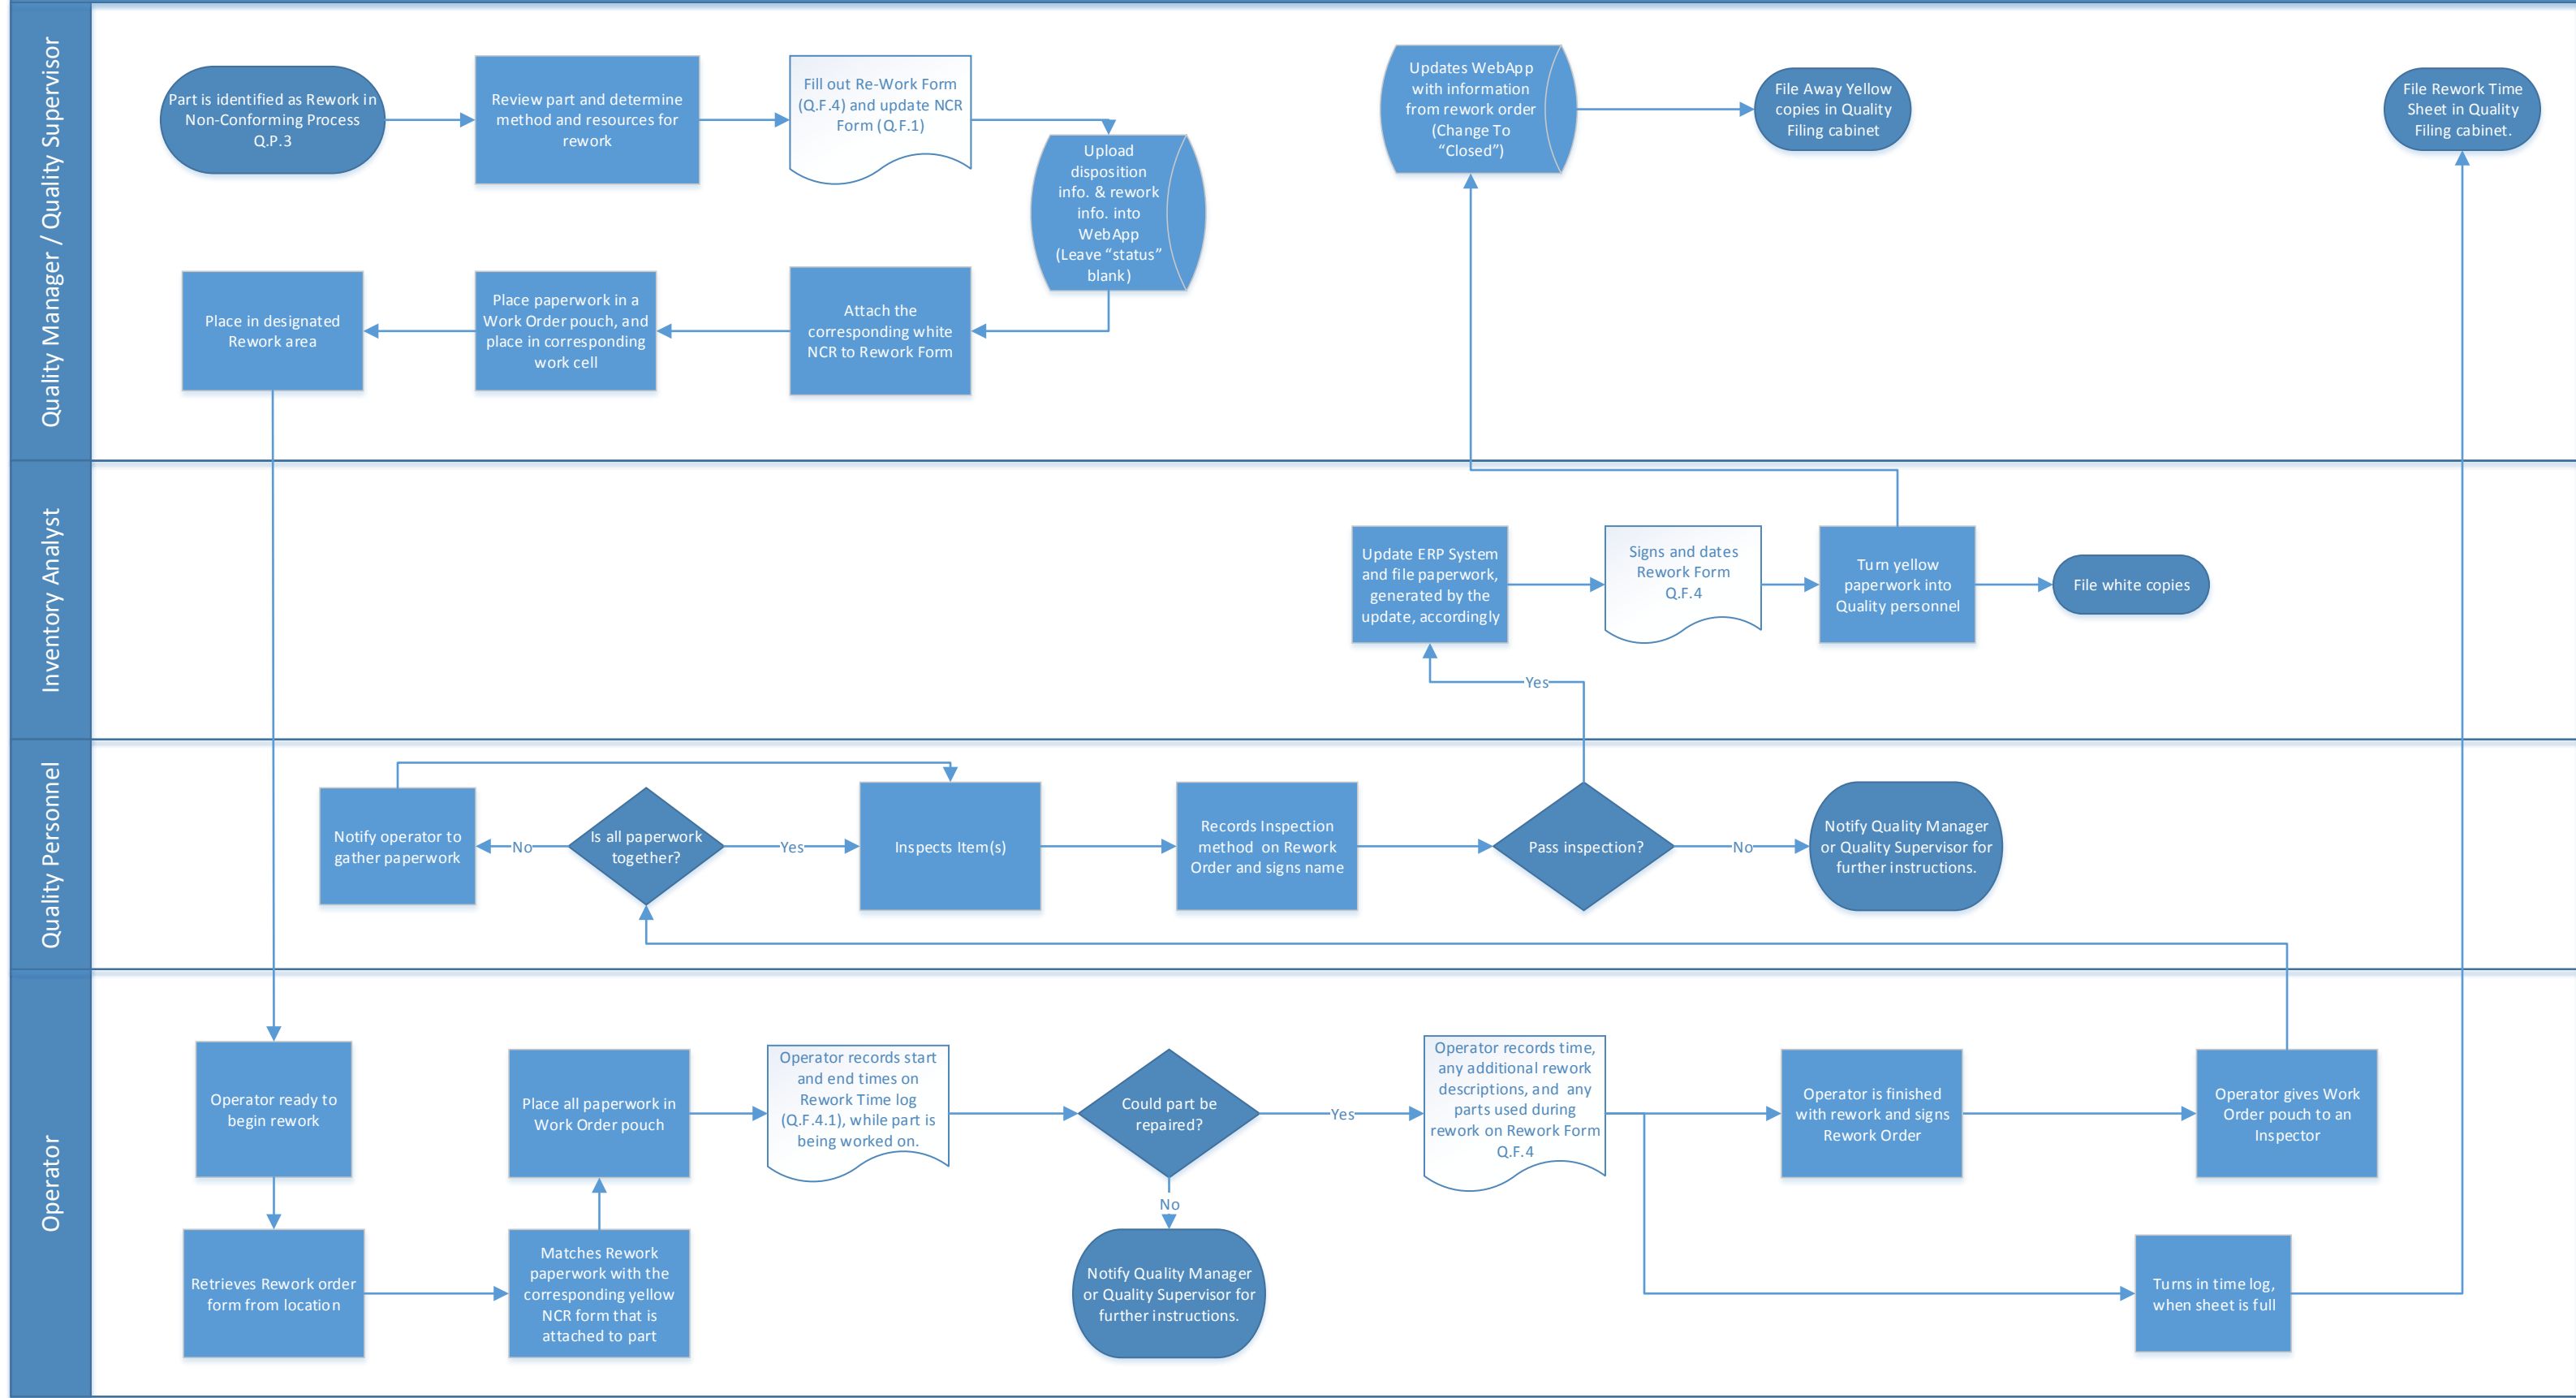 Quality Manager / Quality Supervisor
Part is identified as Rework in
Non-Conforming Process
Q.P.3
Review part and determine
method and resources for
rework
Fill out Re-Work Form
(Q.F.4) and update NCR
Form (Q.F.1)
Upload
disposition
info. & rework
info. into
WebApp
(Leave “status”
blank)
Attach the
corresponding white
NCR to Rework Form
Place paperwork in a
Work Order pouch, and
place in corresponding
work cell
Place in designated
Rework area
Updates WebApp
with information
from rework order
(Change To
“Closed”)
File Away Yellow
copies in Quality
Filing cabinet
File Rework Time
Sheet in Quality
Filing cabinet.
Inventory Analyst
Update ERP System
and file paperwork,
generated by the
update, accordingly
Signs and dates
Rework Form
Q.F.4
Turn yellow
paperwork into
Quality personnel
File white copies
Yes
Quality Personnel
Notify operator to
gather paperwork
No
Is all paperwork
together?
Yes
Inspects Item(s)
Records Inspection
method on Rework
Order and signs name
Pass inspection?
No
Notify Quality Manager
or Quality Supervisor for
further instructions.
Operator
Operator ready to
begin rework
Retrieves Rework order
form from location
Matches Rework
paperwork with the
corresponding yellow
NCR form that is
attached to part
Place all paperwork in
Work Order pouch
Operator records start
and end times on
Rework Time log
(Q.F.4.1), while part is
being worked on.
Could part be
repaired?
No
Notify Quality Manager
or Quality Supervisor for
further instructions.
Yes
Operator records time,
any additional rework
descriptions, and any
parts used during
rework on Rework Form
Q.F.4
Operator is finished
with rework and signs
Rework Order
Operator gives Work
Order pouch to an
Inspector
Turns in time log,
when sheet is full